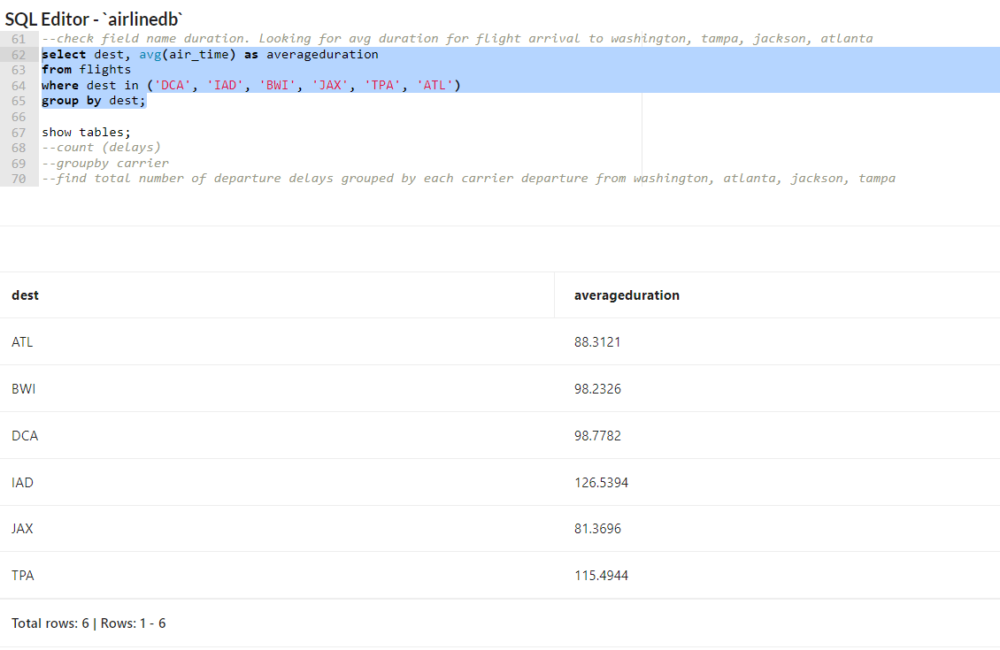 SQL Editor - `airlinedb`
61 --check field name duration. Looking for avg duration for flight arrival to washington, tampa, jackson, atlanta
62 select dest, avg(air_time) as averageduration
63 from flights
64 where dest in ('DCA', 'IAD', 'BWI', 'JAX', 'TPA', 'ATL')
65 group by dest;
66
67 show tables;
68 --count (delays)
69 --groupby carrier
70 --find total number of departure delays grouped by each carrier departure from washington, atlanta, jackson, tampa
dest averageduration
ATL 88.3121
BWI 98.2326
DCA 98.7782
IAD 126.5394
JAX 81.3696
TPA 115.4944
Total rows: 6 | Rows: 1 - 6